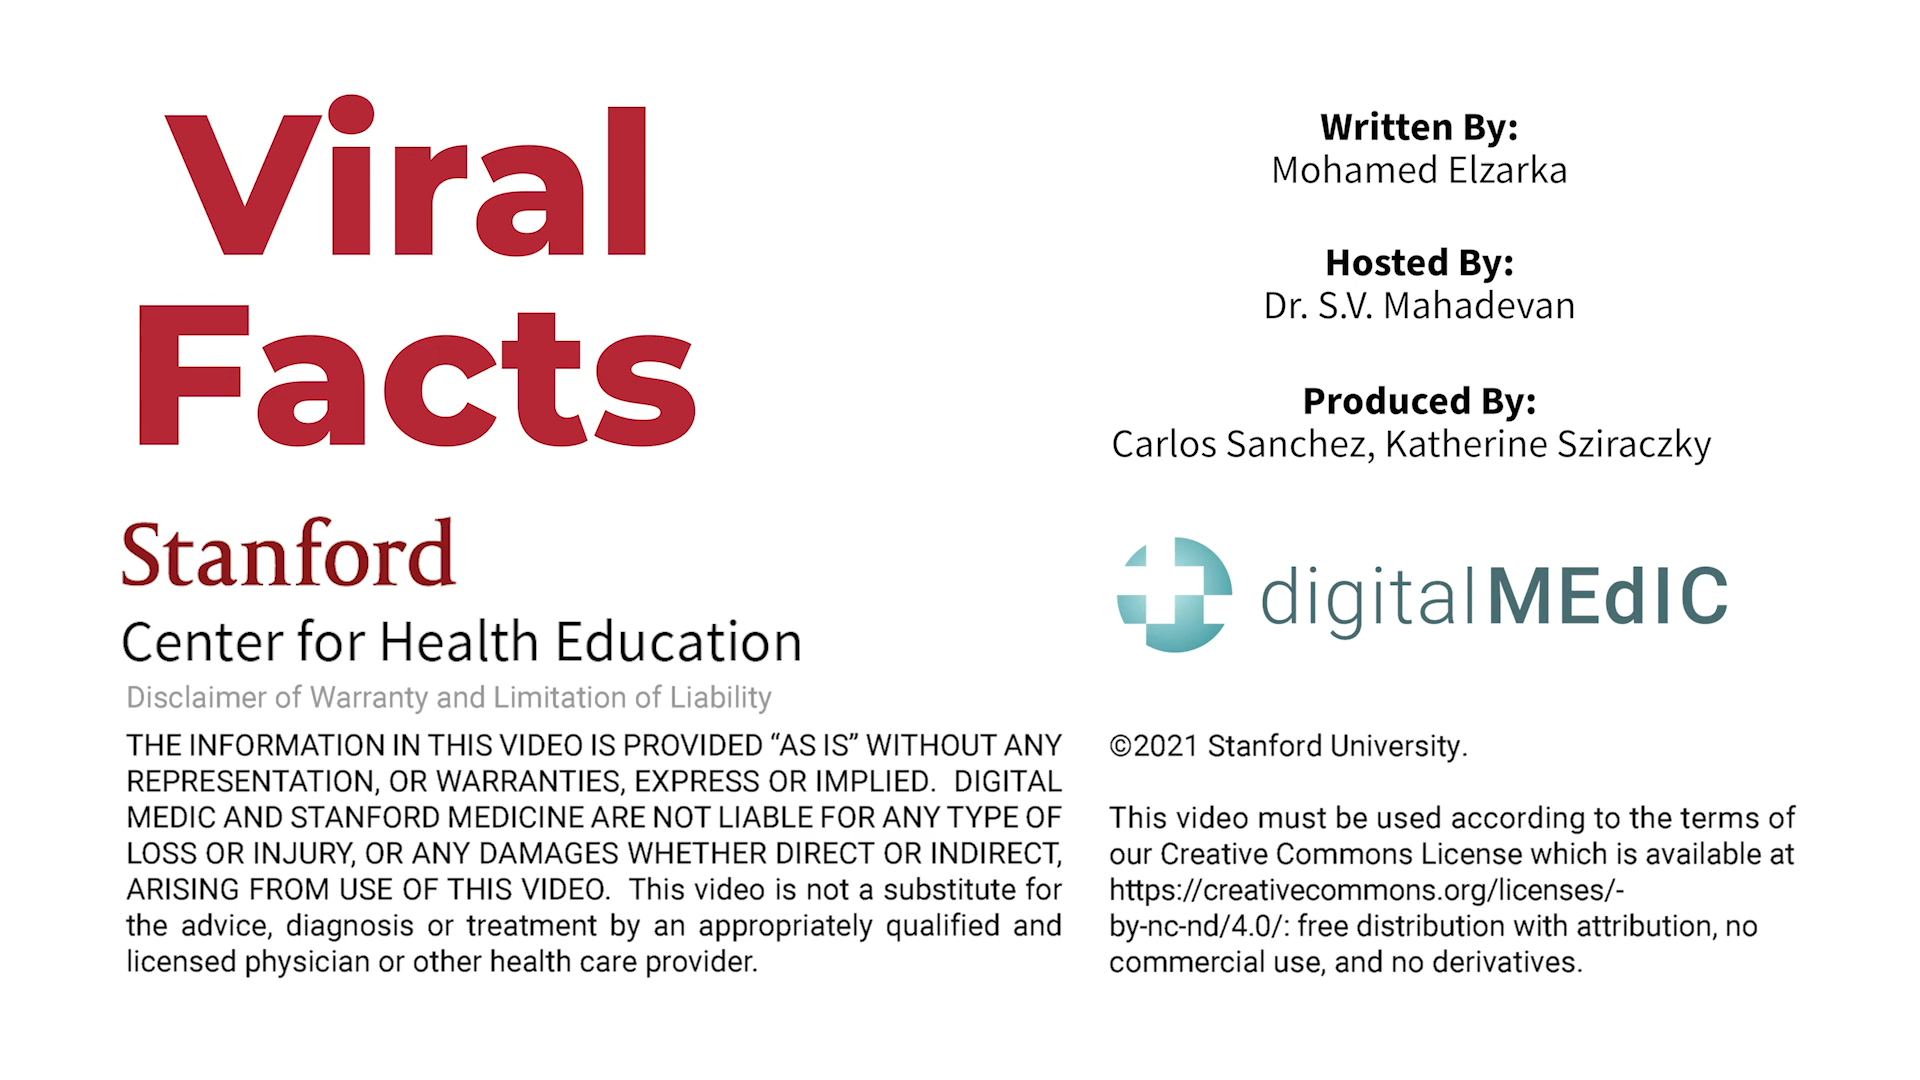 Viral
Facts
Stanford
Center for Health Education
Disclaimer of Warranty and Limitation of Liability
THE INFORMATION IN THIS VIDEO IS PROVIDED “AS IS” WITHOUT ANY
REPRESENTATION, OR WARRANTIES, EXPRESS OR IMPLIED.  DIGITAL
MEDIC AND STANFORD MEDICINE ARE NOT LIABLE FOR ANY TYPE OF
LOSS OR INJURY, OR ANY DAMAGES WHETHER DIRECT OR INDIRECT,
ARISING FROM USE OF THIS VIDEO.  This video is not a substitute for
the advice, diagnosis or treatment by an appropriately qualified and
licensed physician or other health care provider.
Written By:
Mohamed Elzarka
Hosted By:
Dr. S.V. Mahadevan
Produced By:
Carlos Sanchez, Katherine Sziraczky
digitalMEdIC
©2021 Stanford University.
This video must be used according to the terms of
our Creative Commons License which is available at
https://creativecommons.org/licenses/-
by-nc-nd/4.0/: free distribution with attribution, no
commercial use, and no derivatives.